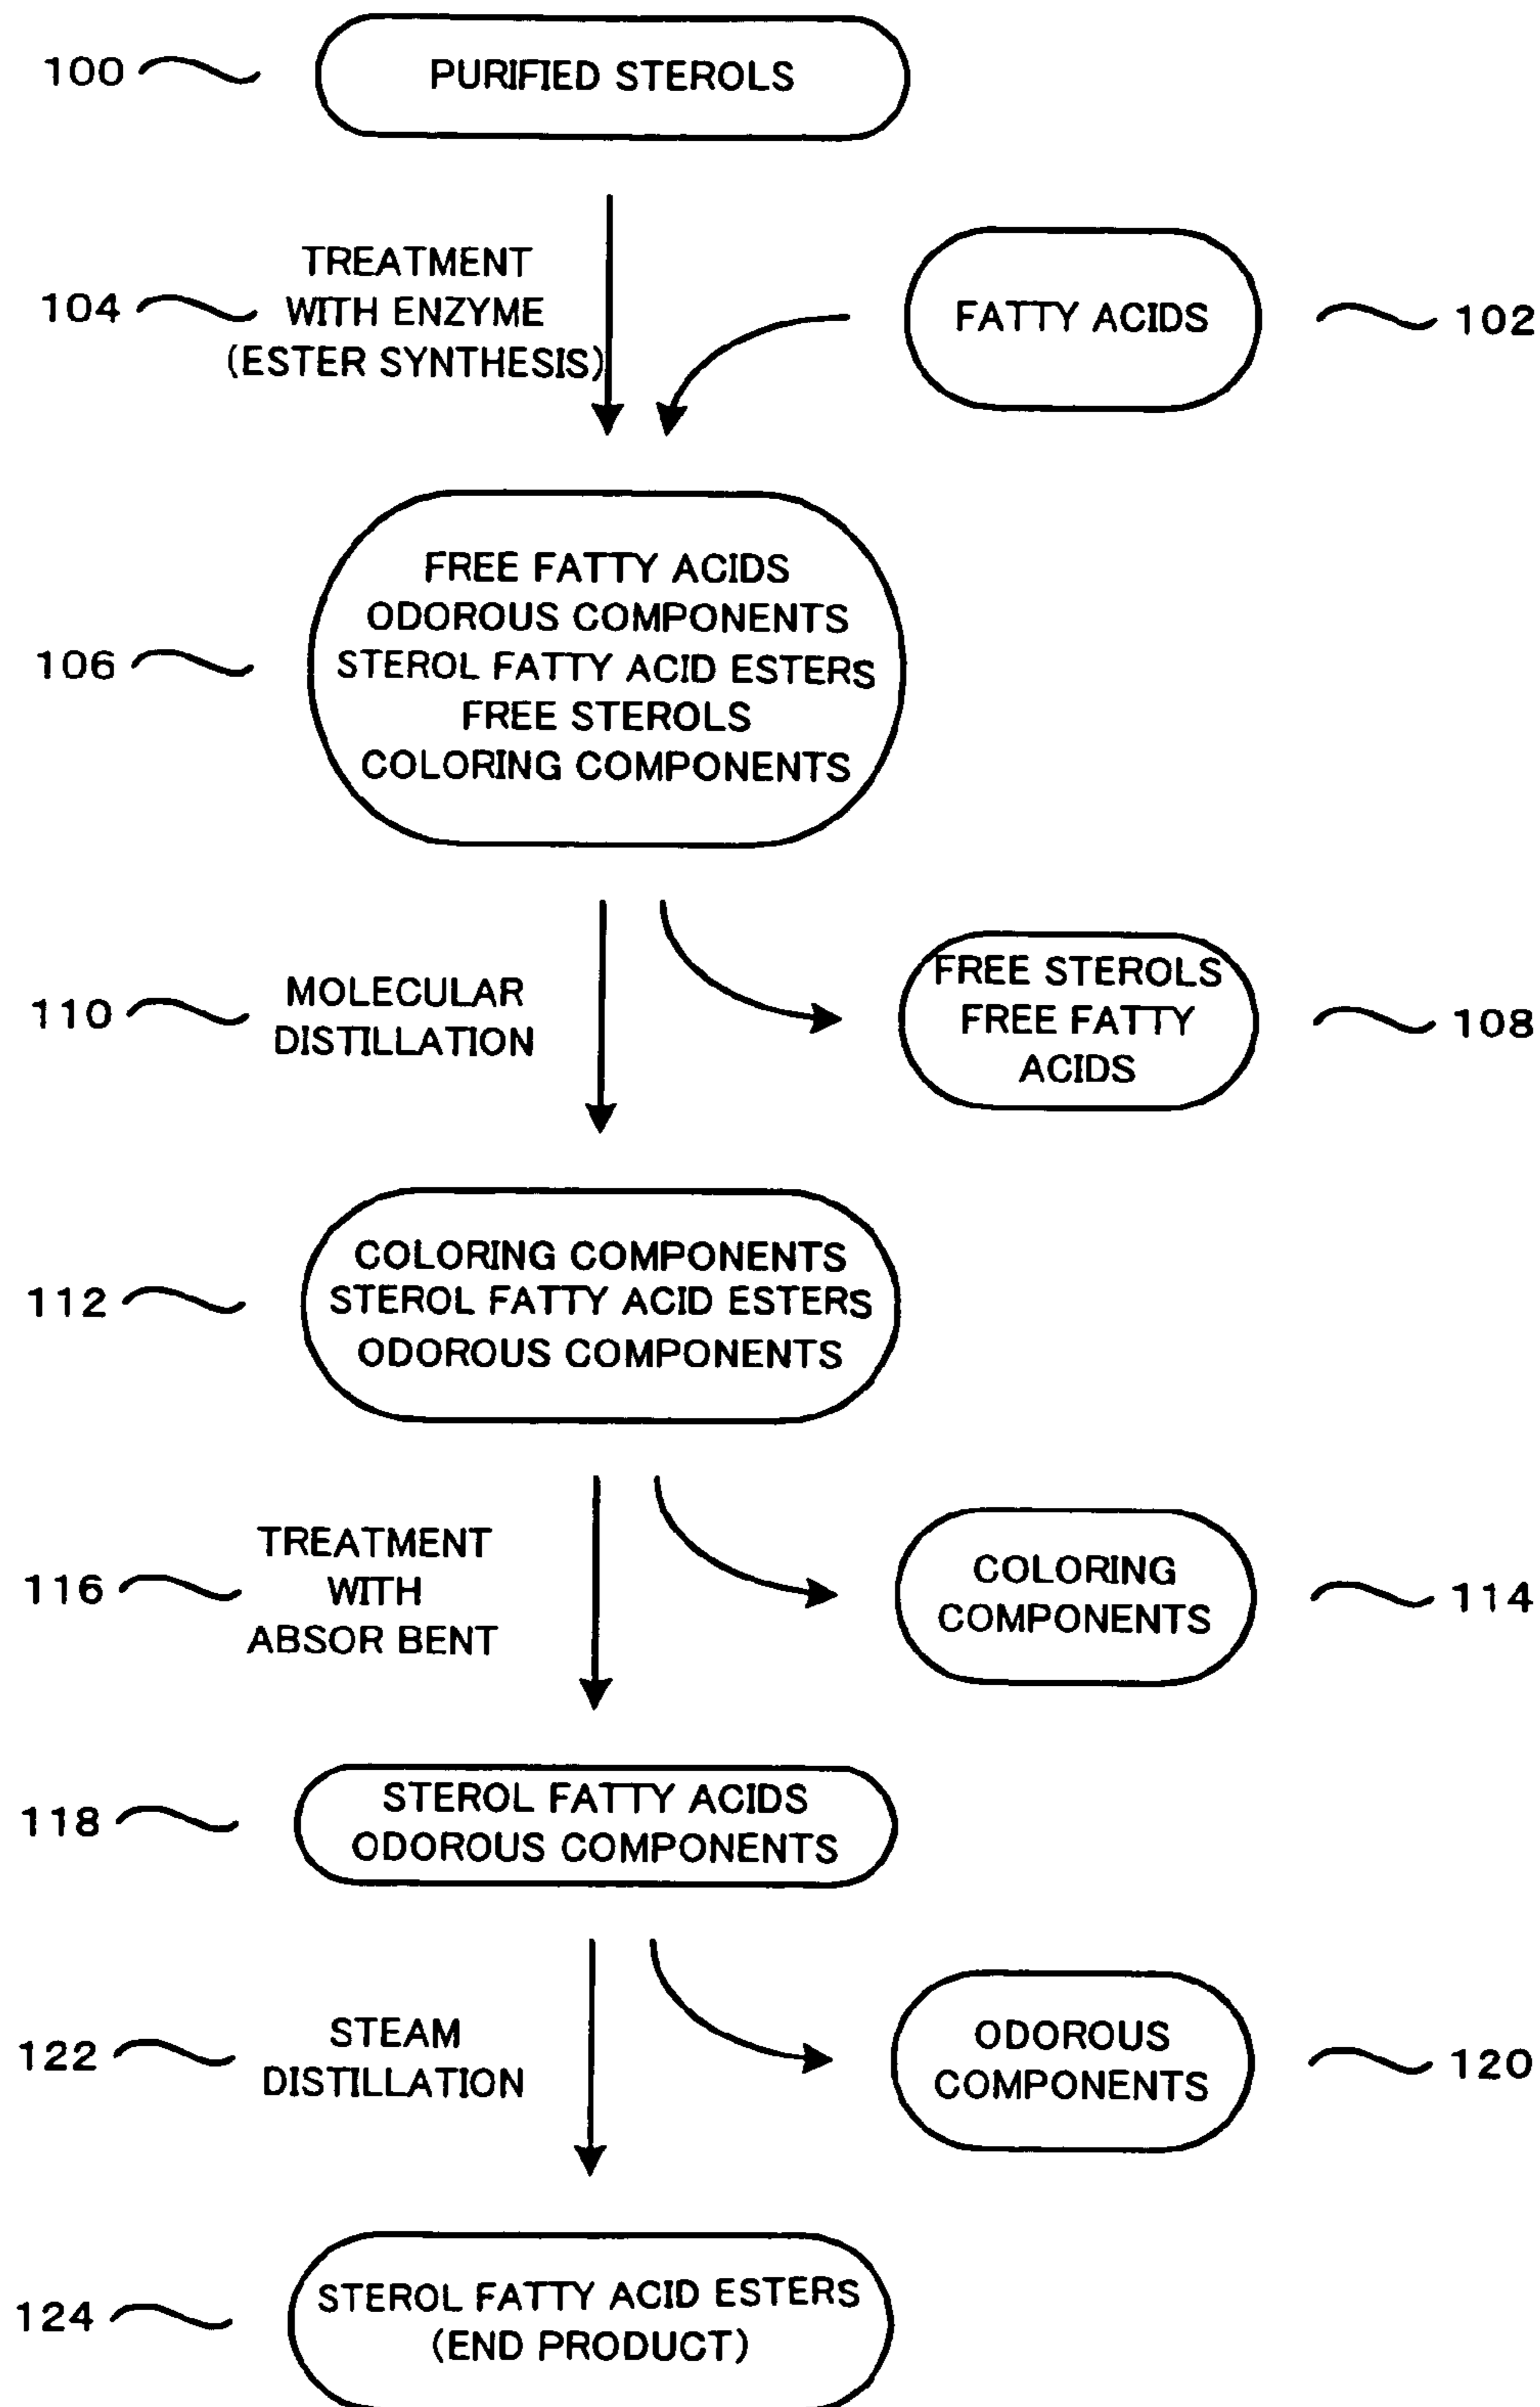 100
PURIFIED STEROLS
TREATMENT
104
WITH ENZYME
(ESTER SYNTHESIS)
FATTY ACIDS
102
FREE FATTY ACIDS
ODOROUS COMPONENTS
106
STEROL FATTY ACID ESTERS
FREE STEROLS
COLORING COMPONENTS
110
MOLECULAR
DISTILLATION
FREE STEROLS
FREE FATTY
ACIDS
108
112
COLORING COMPONENTS
STEROL FATTY ACID ESTERS
ODOROUS COMPONENTS
116
TREATMENT
WITH
ABSOR BENT
COLORING
COMPONENTS
114
118
STEROL FATTY ACIDS
ODOROUS COMPONENTS
122
STEAM
DISTILLATION
ODOROUS
COMPONENTS
120
124
STEROL FATTY ACID ESTERS
(END PRODUCT)